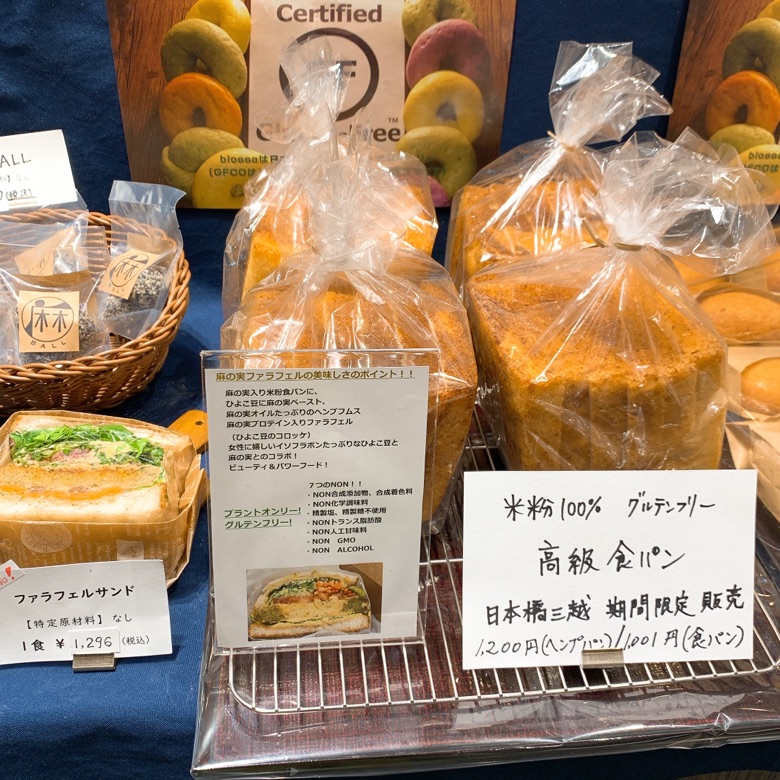 Certified
GF
Free™
biossaは日
(GFCO
ALL
(税込)
麻
BALL
麻の実ファラフェルの美味しさのポイント！！
麻の実入り米粉食パンに、
ひよこ豆に麻の実ペースト、
麻の実オイルたっぷりのヘンプフムス
麻の実プロテイン入りファラフェル
（ひよこ豆のコロッケ）
女性に嬉しいイソフラボンたっぷりなひよこ豆と
麻の実とのコラボ！
ビューティ＆パワーフード！
7つのNON！！
・NON合成添加物、合成着色料
・NON化学調味料
・精製塩、精製糖不使用
・NONトランス脂肪酸
・NON人工甘味料
・NON GMO
・NON ALCOHOL
プラントオンリー!
グルテンフリー!
ファラフェルサンド
【特定原材料】なし
1食 ￥1,296(税込)
米粉100% グルテンフリー
高級食パン
日本橋三越 期間限定販売
1,200円(ヘンプパン)/1,001円(食パン)